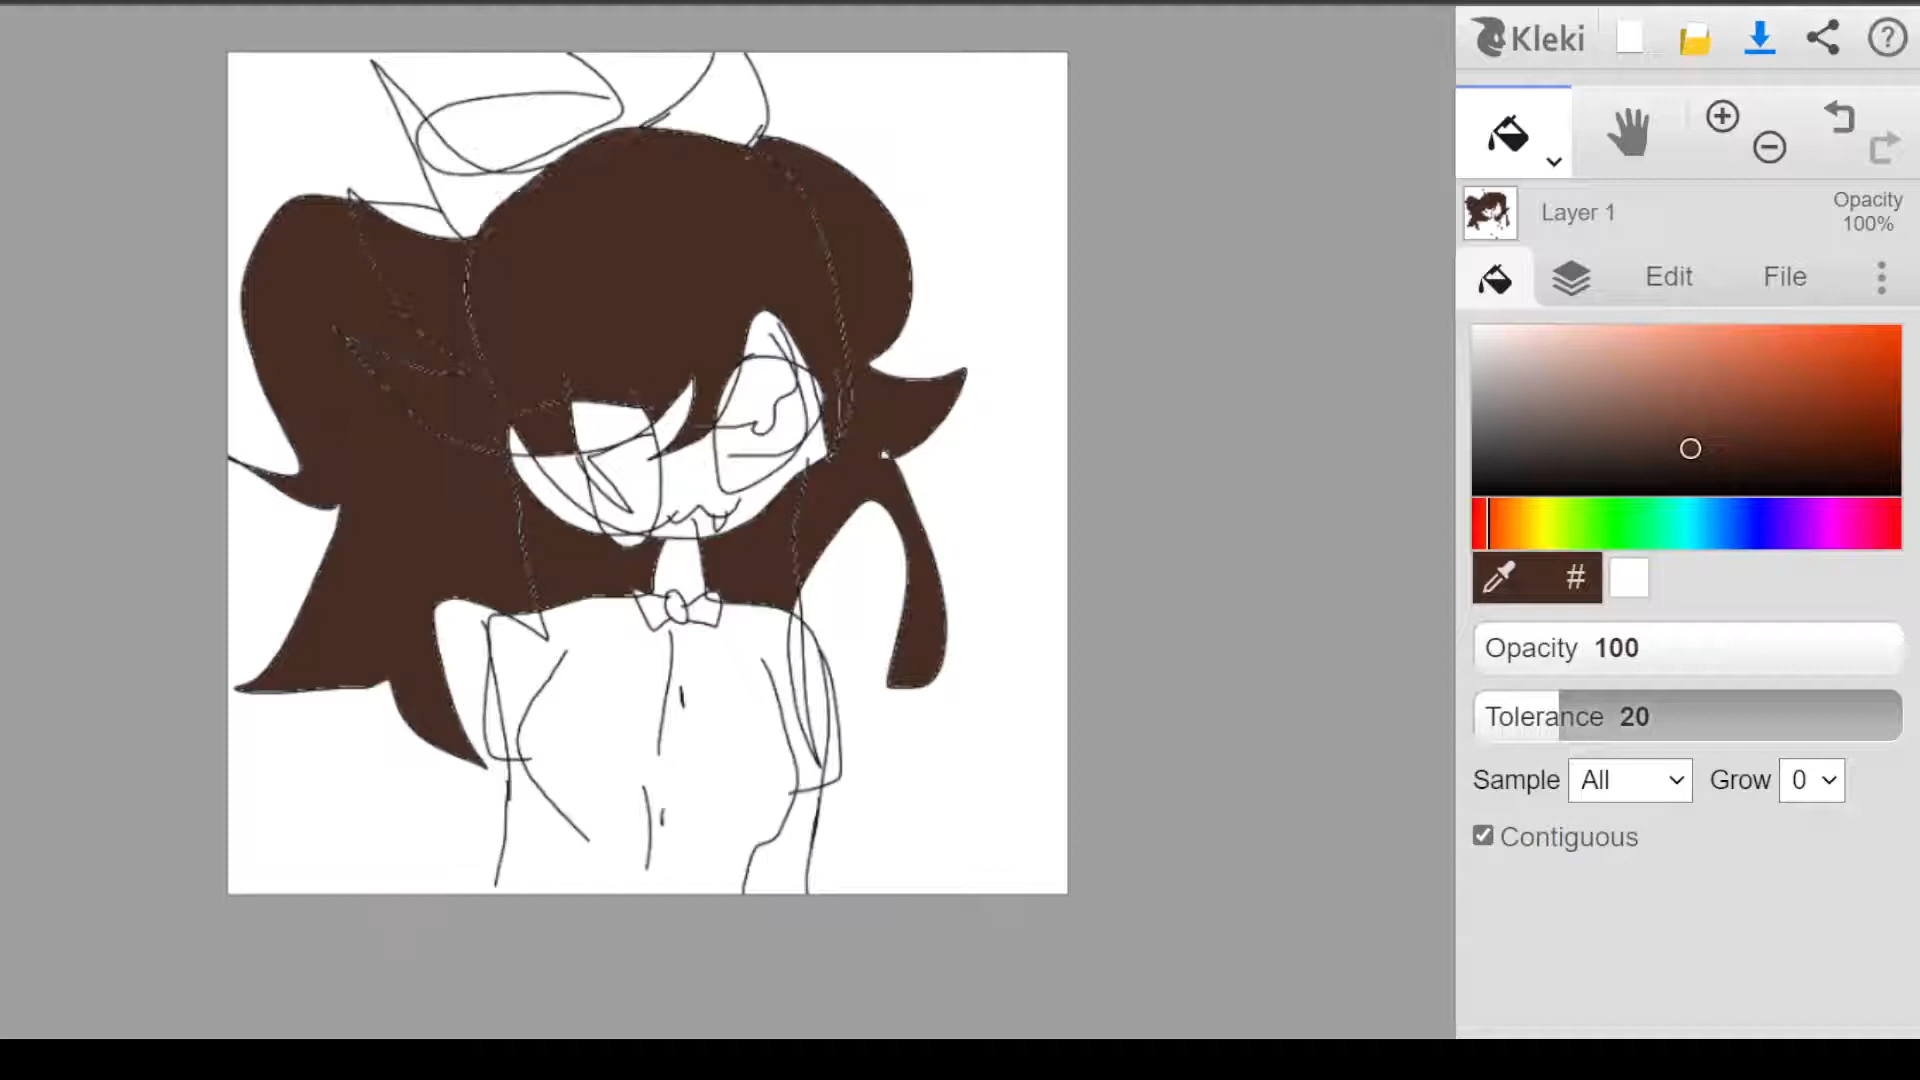 Kleki
?
Layer 1
Opacity
100%
Edit
File
#
Opacity 100
Tolerance 20
Sample All Grow 0
Contiguous